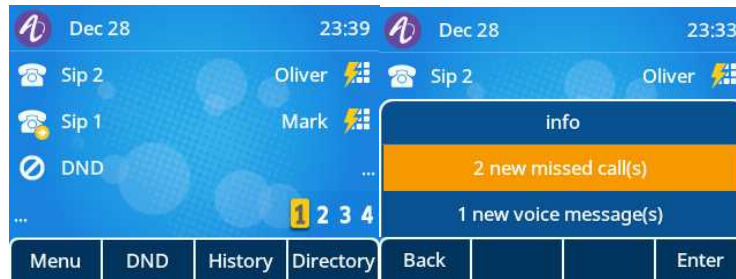 Dec 28 23:39
Sip 2 Oliver
Sip 1 Mark
DND ...
... 1 2 3 4
Menu DND History Directory
Dec 28 23:33
Sip 2 Oliver
info
2 new missed call(s)
1 new voice message(s)
Back Enter